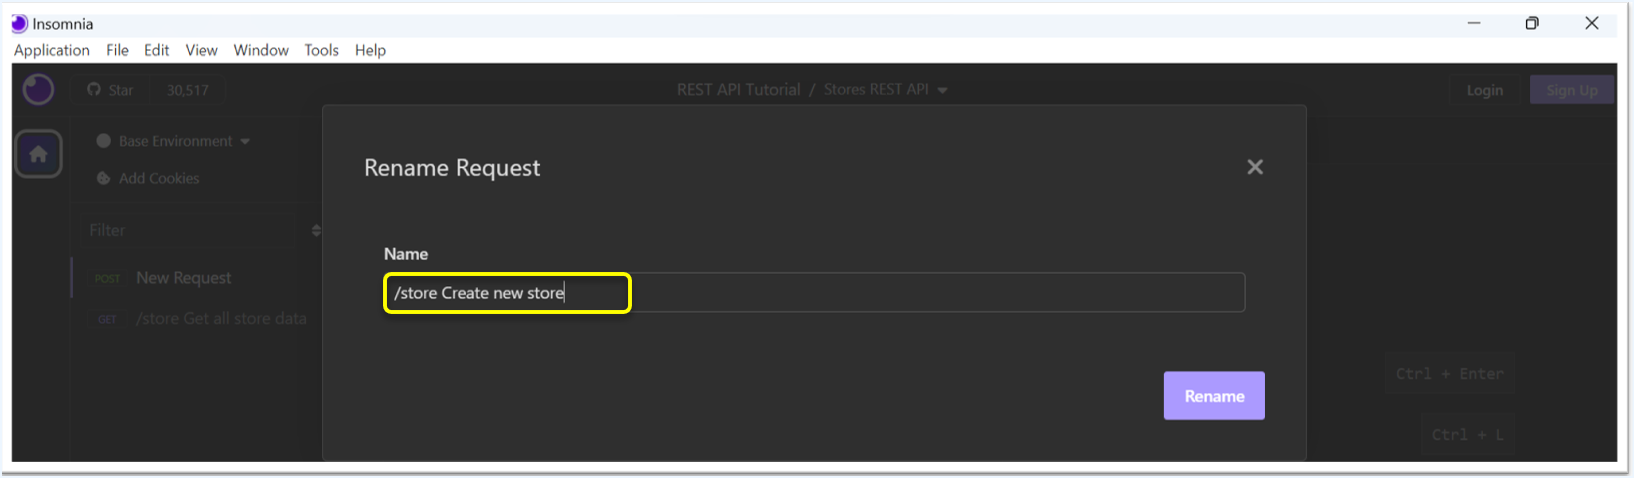 Insomnia
Application File Edit View Window Tools Help
Star 30,517 REST API Tutorial / Stores REST API Login Sign Up
Base Environment
Add Cookies
Filter
POST New Request
GET /store Get all store data
Rename Request
Name
/store Create new store
Rename
Ctrl + Enter
Ctrl + L